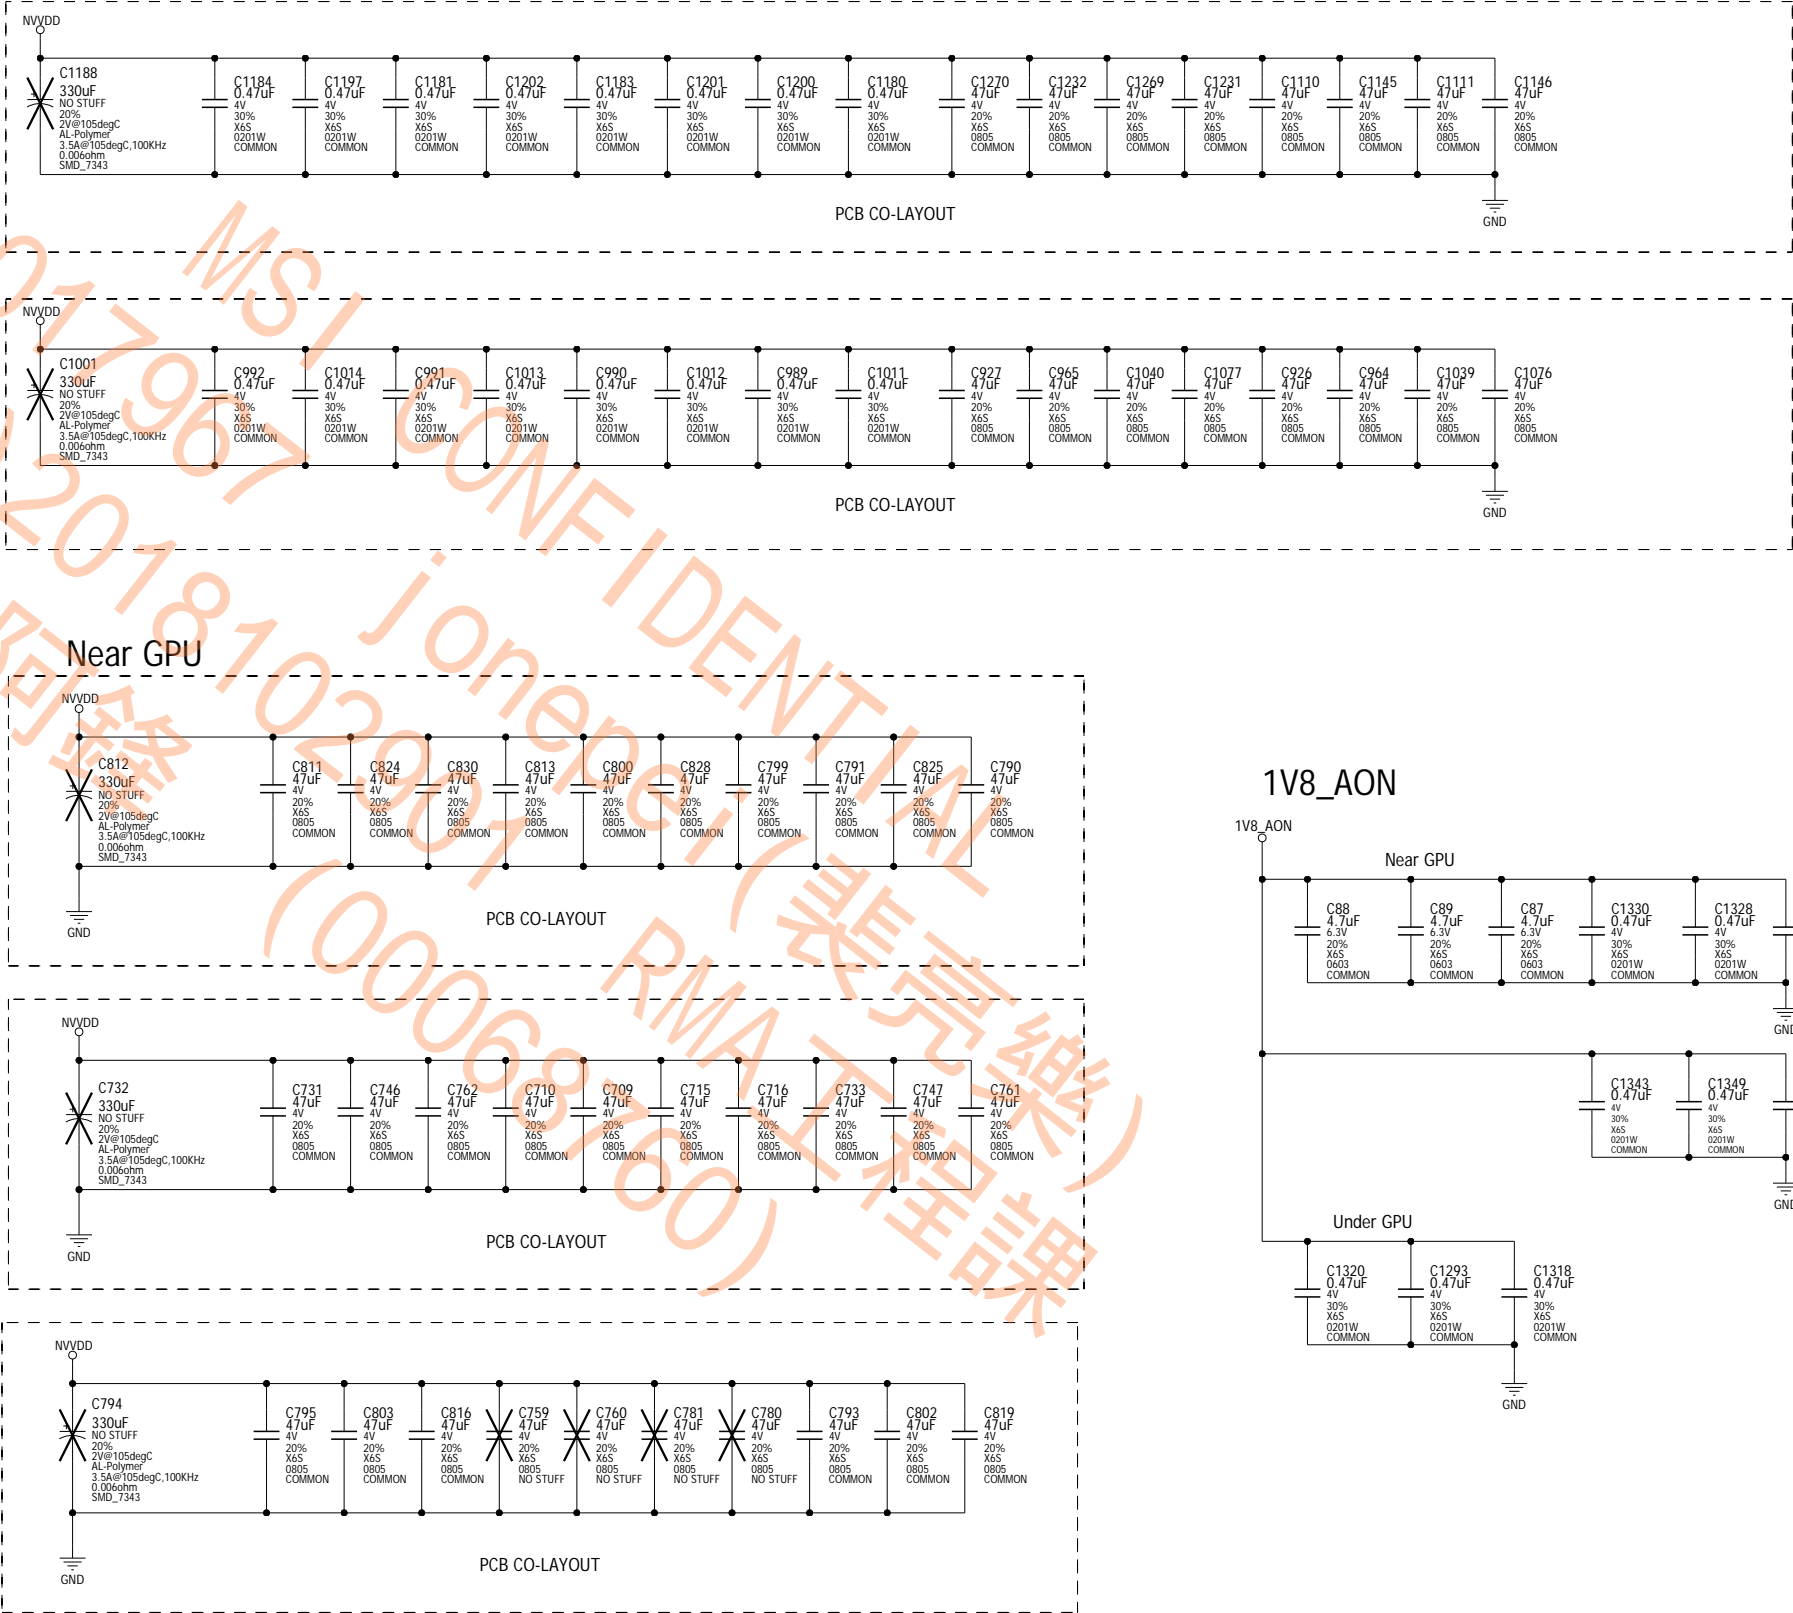 NVVDD
C1188
330uF
NO STUFF
20%
2V@105degC
AL-Polymer
3.5A@105degC,100KHz
0.006ohm
SMD_7343
C1184 C1197 C1181 C1202 C1183 C1201 C1200 C1180 C1270 C1232 C1269 C1231 C1110 C1145 C1111 C1146
0.47uF 0.47uF 0.47uF 0.47uF 0.47uF 0.47uF 0.47uF 0.47uF 47uF 47uF 47uF 47uF 47uF 47uF 47uF 47uF
4V 4V 4V 4V 4V 4V 4V 4V 4V 4V 4V 4V 4V 4V 4V 4V
30% 30% 30% 30% 30% 30% 30% 30% 20% 20% 20% 20% 20% 20% 20% 20%
X6S X6S X6S X6S X6S X6S X6S X6S X6S X6S X6S X6S X6S X6S X6S X6S
0201W 0201W 0201W 0201W 0201W 0201W 0201W 0201W 0805 0805 0805 0805 0805 0805 0805 0805
COMMON COMMON COMMON COMMON COMMON COMMON COMMON COMMON COMMON COMMON COMMON COMMON COMMON COMMON COMMON COMMON
PCB CO-LAYOUT
GND
NVVDD
C1001
330uF
NO STUFF
20%
2V@105degC
AL-Polymer
3.5A@105degC,100KHz
0.006ohm
SMD_7343
C992 C1014 C991 C1013 C990 C1012 C989 C1011 C927 C965 C1040 C1077 C926 C964 C1039 C1076
0.47uF 0.47uF 0.47uF 0.47uF 0.47uF 0.47uF 0.47uF 0.47uF 47uF 47uF 47uF 47uF 47uF 47uF 47uF 47uF
4V 4V 4V 4V 4V 4V 4V 4V 4V 4V 4V 4V 4V 4V 4V 4V
30% 30% 30% 30% 30% 30% 30% 30% 20% 20% 20% 20% 20% 20% 20% 20%
X6S X6S X6S X6S X6S X6S X6S X6S X6S X6S X6S X6S X6S X6S X6S X6S
0201W 0201W 0201W 0201W 0201W 0201W 0201W 0201W 0805 0805 0805 0805 0805 0805 0805 0805
COMMON COMMON COMMON COMMON COMMON COMMON COMMON COMMON COMMON COMMON COMMON COMMON COMMON COMMON COMMON COMMON
PCB CO-LAYOUT
GND
Near GPU
NVVDD
C812
330uF
NO STUFF
20%
2V@105degC
AL-Polymer
3.5A@105degC,100KHz
0.006ohm
SMD_7343
C811 C824 C830 C813 C800 C828 C799 C791 C825 C790
47uF 47uF 47uF 47uF 47uF 47uF 47uF 47uF 47uF 47uF
4V 4V 4V 4V 4V 4V 4V 4V 4V 4V
20% 20% 20% 20% 20% 20% 20% 20% 20% 20%
X6S X6S X6S X6S X6S X6S X6S X6S X6S X6S
0805 0805 0805 0805 0805 0805 0805 0805 0805 0805
COMMON COMMON COMMON COMMON COMMON COMMON COMMON COMMON COMMON COMMON
PCB CO-LAYOUT
GND
NVVDD
C732
330uF
NO STUFF
20%
2V@105degC
AL-Polymer
3.5A@105degC,100KHz
0.006ohm
SMD_7343
C731 C746 C762 C710 C709 C715 C716 C733 C747 C761
47uF 47uF 47uF 47uF 47uF 47uF 47uF 47uF 47uF 47uF
4V 4V 4V 4V 4V 4V 4V 4V 4V 4V
20% 20% 20% 20% 20% 20% 20% 20% 20% 20%
X6S X6S X6S X6S X6S X6S X6S X6S X6S X6S
0805 0805 0805 0805 0805 0805 0805 0805 0805 0805
COMMON COMMON COMMON COMMON COMMON COMMON COMMON COMMON COMMON COMMON
PCB CO-LAYOUT
GND
NVVDD
C794
330uF
NO STUFF
20%
2V@105degC
AL-Polymer
3.5A@105degC,100KHz
0.006ohm
SMD_7343
C795 C803 C816 C759 C760 C781 C780 C793 C802 C819
47uF 47uF 47uF 47uF 47uF 47uF 47uF 47uF 47uF 47uF
4V 4V 4V 4V 4V 4V 4V 4V 4V 4V
20% 20% 20% 20% 20% 20% 20% 20% 20% 20%
X6S X6S X6S X6S X6S X6S X6S X6S X6S X6S
0805 0805 0805 0805 0805 0805 0805 0805 0805 0805
COMMON COMMON COMMON NO STUFF NO STUFF NO STUFF NO STUFF COMMON COMMON COMMON
PCB CO-LAYOUT
GND
1V8_AON
1V8_AON
Near GPU
C88 C89 C87 C1330 C1328
4.7uF 4.7uF 4.7uF 0.47uF 0.47uF
6.3V 6.3V 6.3V 4V 4V
20% 20% 20% 30% 30%
X6S X6S X6S X6S X6S
0603 0603 0603 0201W 0201W
COMMON COMMON COMMON COMMON COMMON
GND
C1343 C1349
0.47uF 0.47uF
4V 4V
30% 30%
X6S X6S
0201W 0201W
COMMON COMMON
GND
Under GPU
C1320 C1293 C1318
0.47uF 0.47uF 0.47uF
4V 4V 4V
30% 30% 30%
X6S X6S X6S
0201W 0201W 0201W
COMMON COMMON COMMON
GND
MSI CONFIDENTIAL
017967 jonepei(裴亮樂)
2018102901 RMA工程課
阿鋒 (00068760)